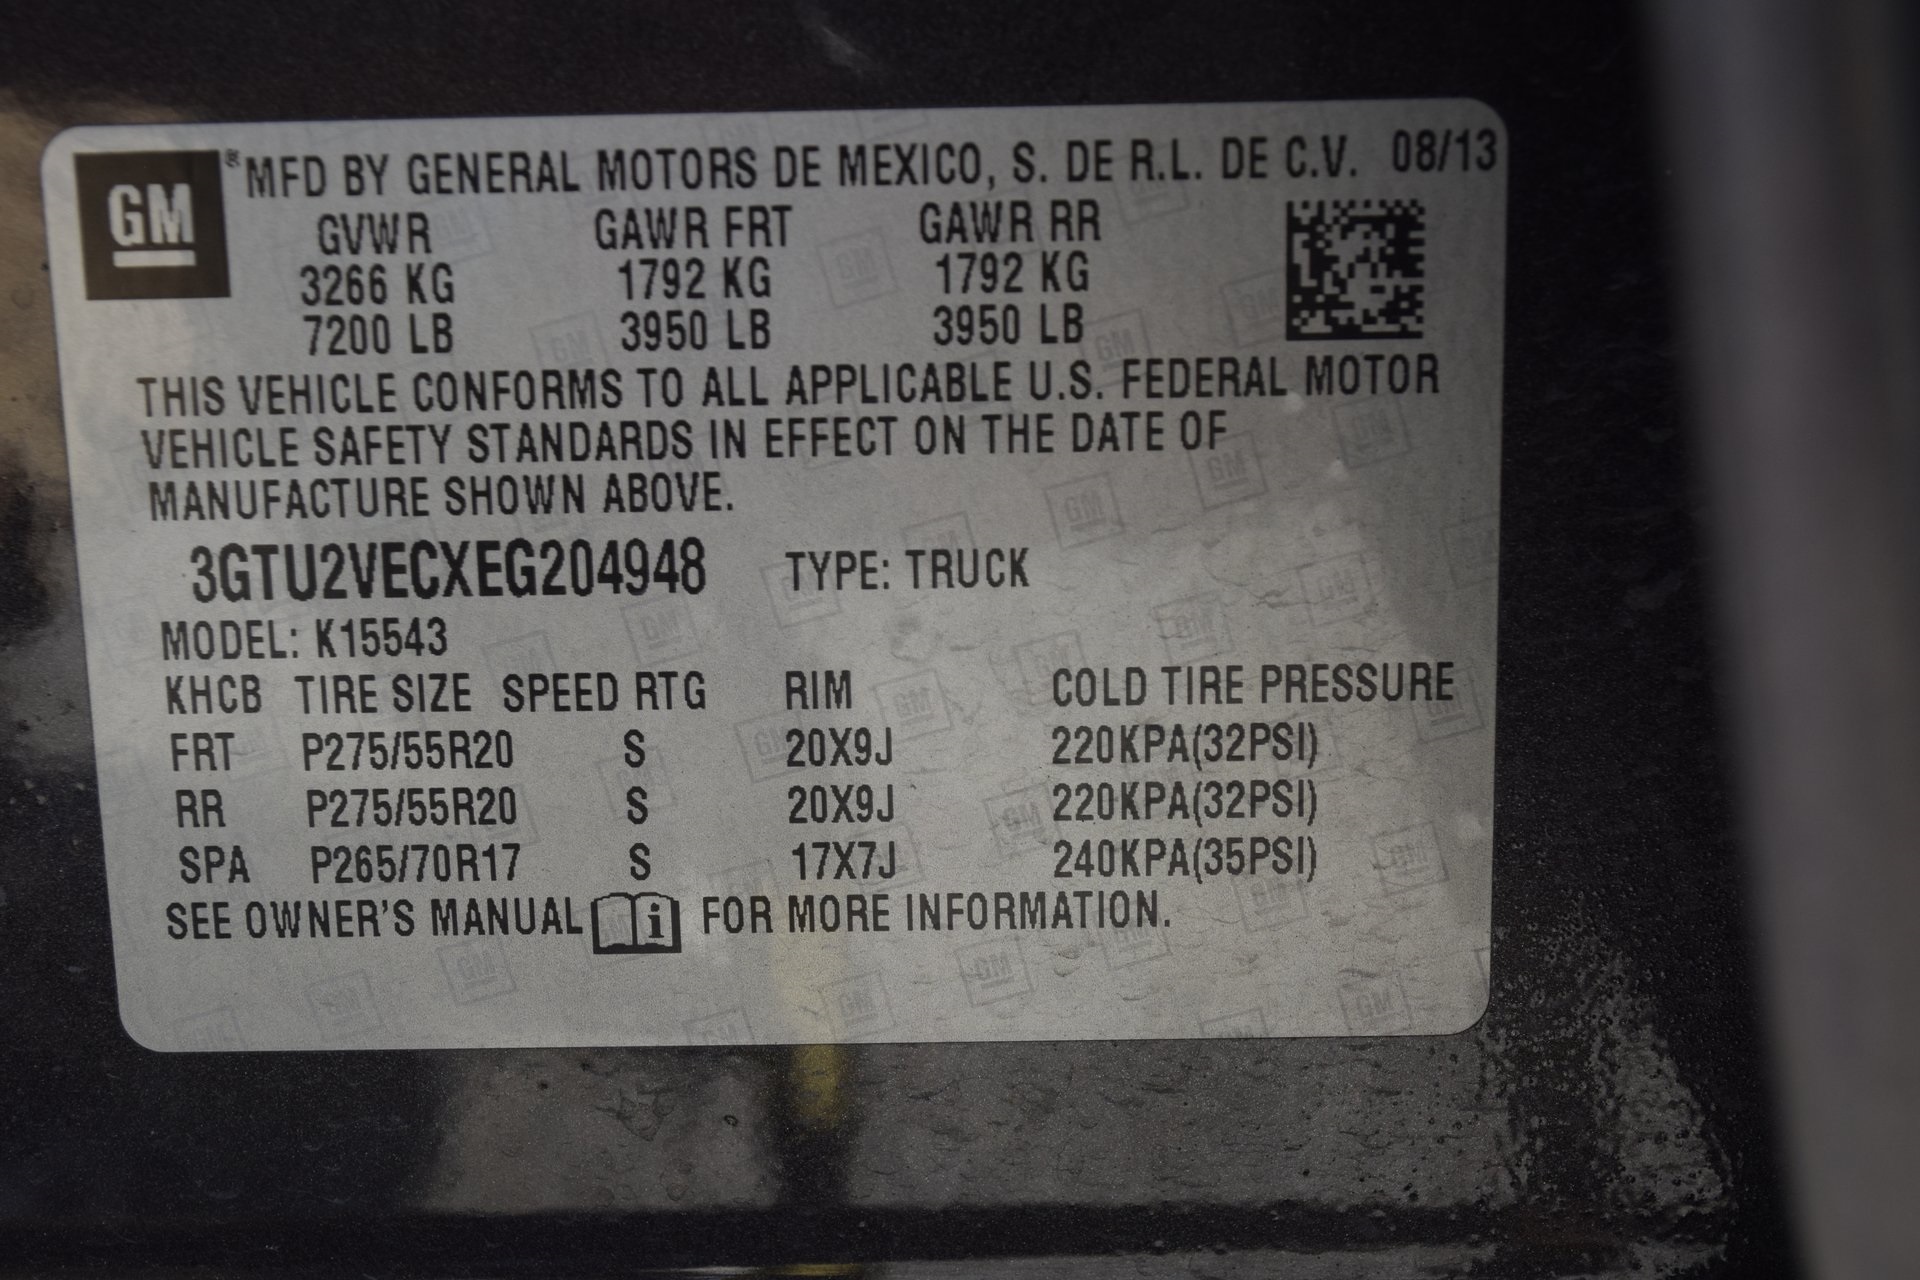 GM ® MFD BY GENERAL MOTORS DE MEXICO, S. DE R.L. DE C.V. 08/13
GVWR GAWR FRT GAWR RR
3266 KG 1792 KG 1792 KG
7200 LB 3950 LB 3950 LB
THIS VEHICLE CONFORMS TO ALL APPLICABLE U.S. FEDERAL MOTOR
VEHICLE SAFETY STANDARDS IN EFFECT ON THE DATE OF
MANUFACTURE SHOWN ABOVE.
3GTU2VECXEG204948 TYPE: TRUCK
MODEL: K15543
KHCB TIRE SIZE SPEED RTG RIM COLD TIRE PRESSURE
FRT P275/55R20 S 20X9J 220KPA(32PSI)
RR P275/55R20 S 20X9J 220KPA(32PSI)
SPA P265/70R17 S 17X7J 240KPA(35PSI)
SEE OWNER'S MANUAL i FOR MORE INFORMATION.